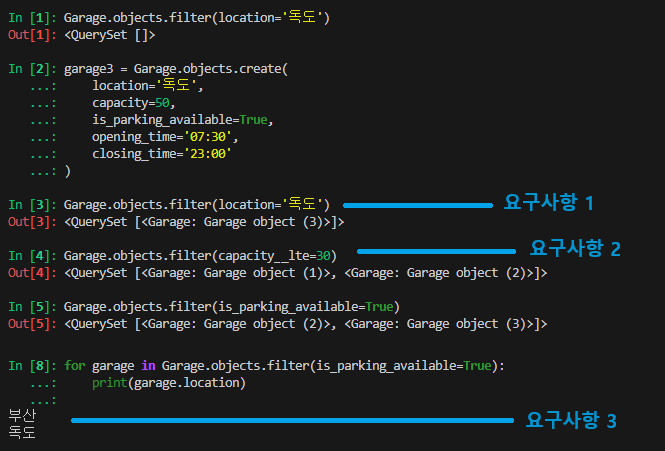 In [1]: Garage.objects.filter(location='독도')
Out[1]: <QuerySet []>
In [2]: garage3 = Garage.objects.create(
...:     location='독도',
...:     capacity=50,
...:     is_parking_available=True,
...:     opening_time='07:30',
...:     closing_time='23:00'
...: )
In [3]: Garage.objects.filter(location='독도') 요구사항 1
Out[3]: <QuerySet [<Garage: Garage object (3)>]>
In [4]: Garage.objects.filter(capacity__lte=30) 요구사항 2
Out[4]: <QuerySet [<Garage: Garage object (1)>, <Garage: Garage object (2)>]>
In [5]: Garage.objects.filter(is_parking_available=True)
Out[5]: <QuerySet [<Garage: Garage object (2)>, <Garage: Garage object (3)>]>
In [8]: for garage in Garage.objects.filter(is_parking_available=True):
...:     print(garage.location)
...:
부산 요구사항 3
독도